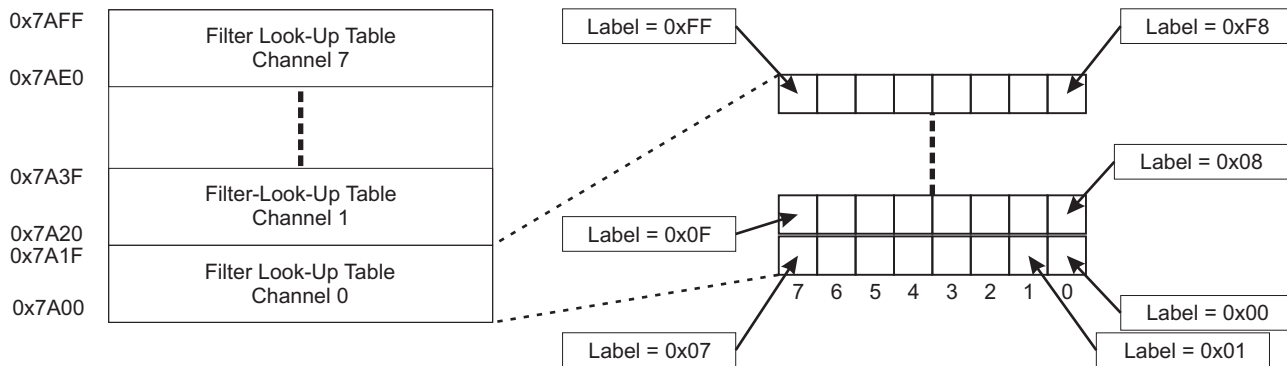 0x7AFF
Filter Look-Up Table
Channel 7
0x7AE0
0x7A3F
Filter-Look-Up Table
Channel 1
0x7A20
0x7A1F
Filter Look-Up Table
Channel 0
0x7A00
Label = 0xFF
Label = 0xF8
Label = 0x08
Label = 0x0F
7 6 5 4 3 2 1 0
Label = 0x00
Label = 0x07
Label = 0x01